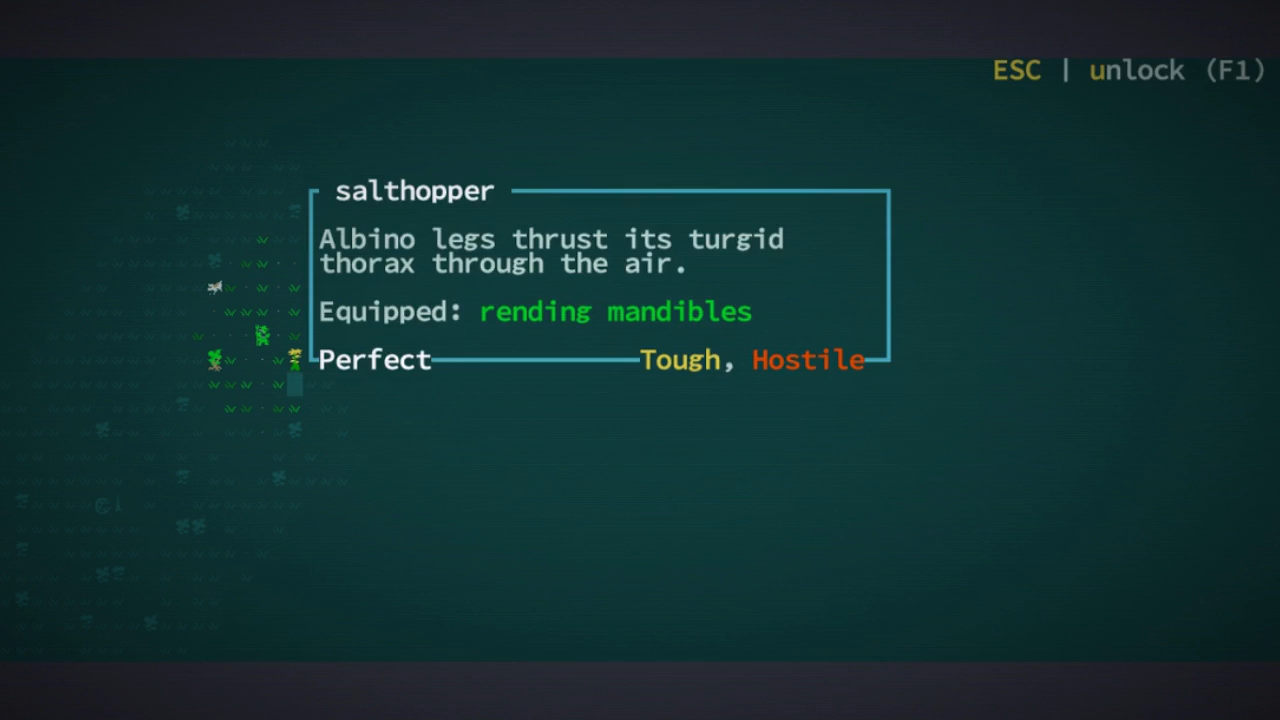 ESC | unlock (F1)
salthopper
Albino legs thrust its turgid
thorax through the air.
Equipped: rending mandibles
Perfect Tough, Hostile